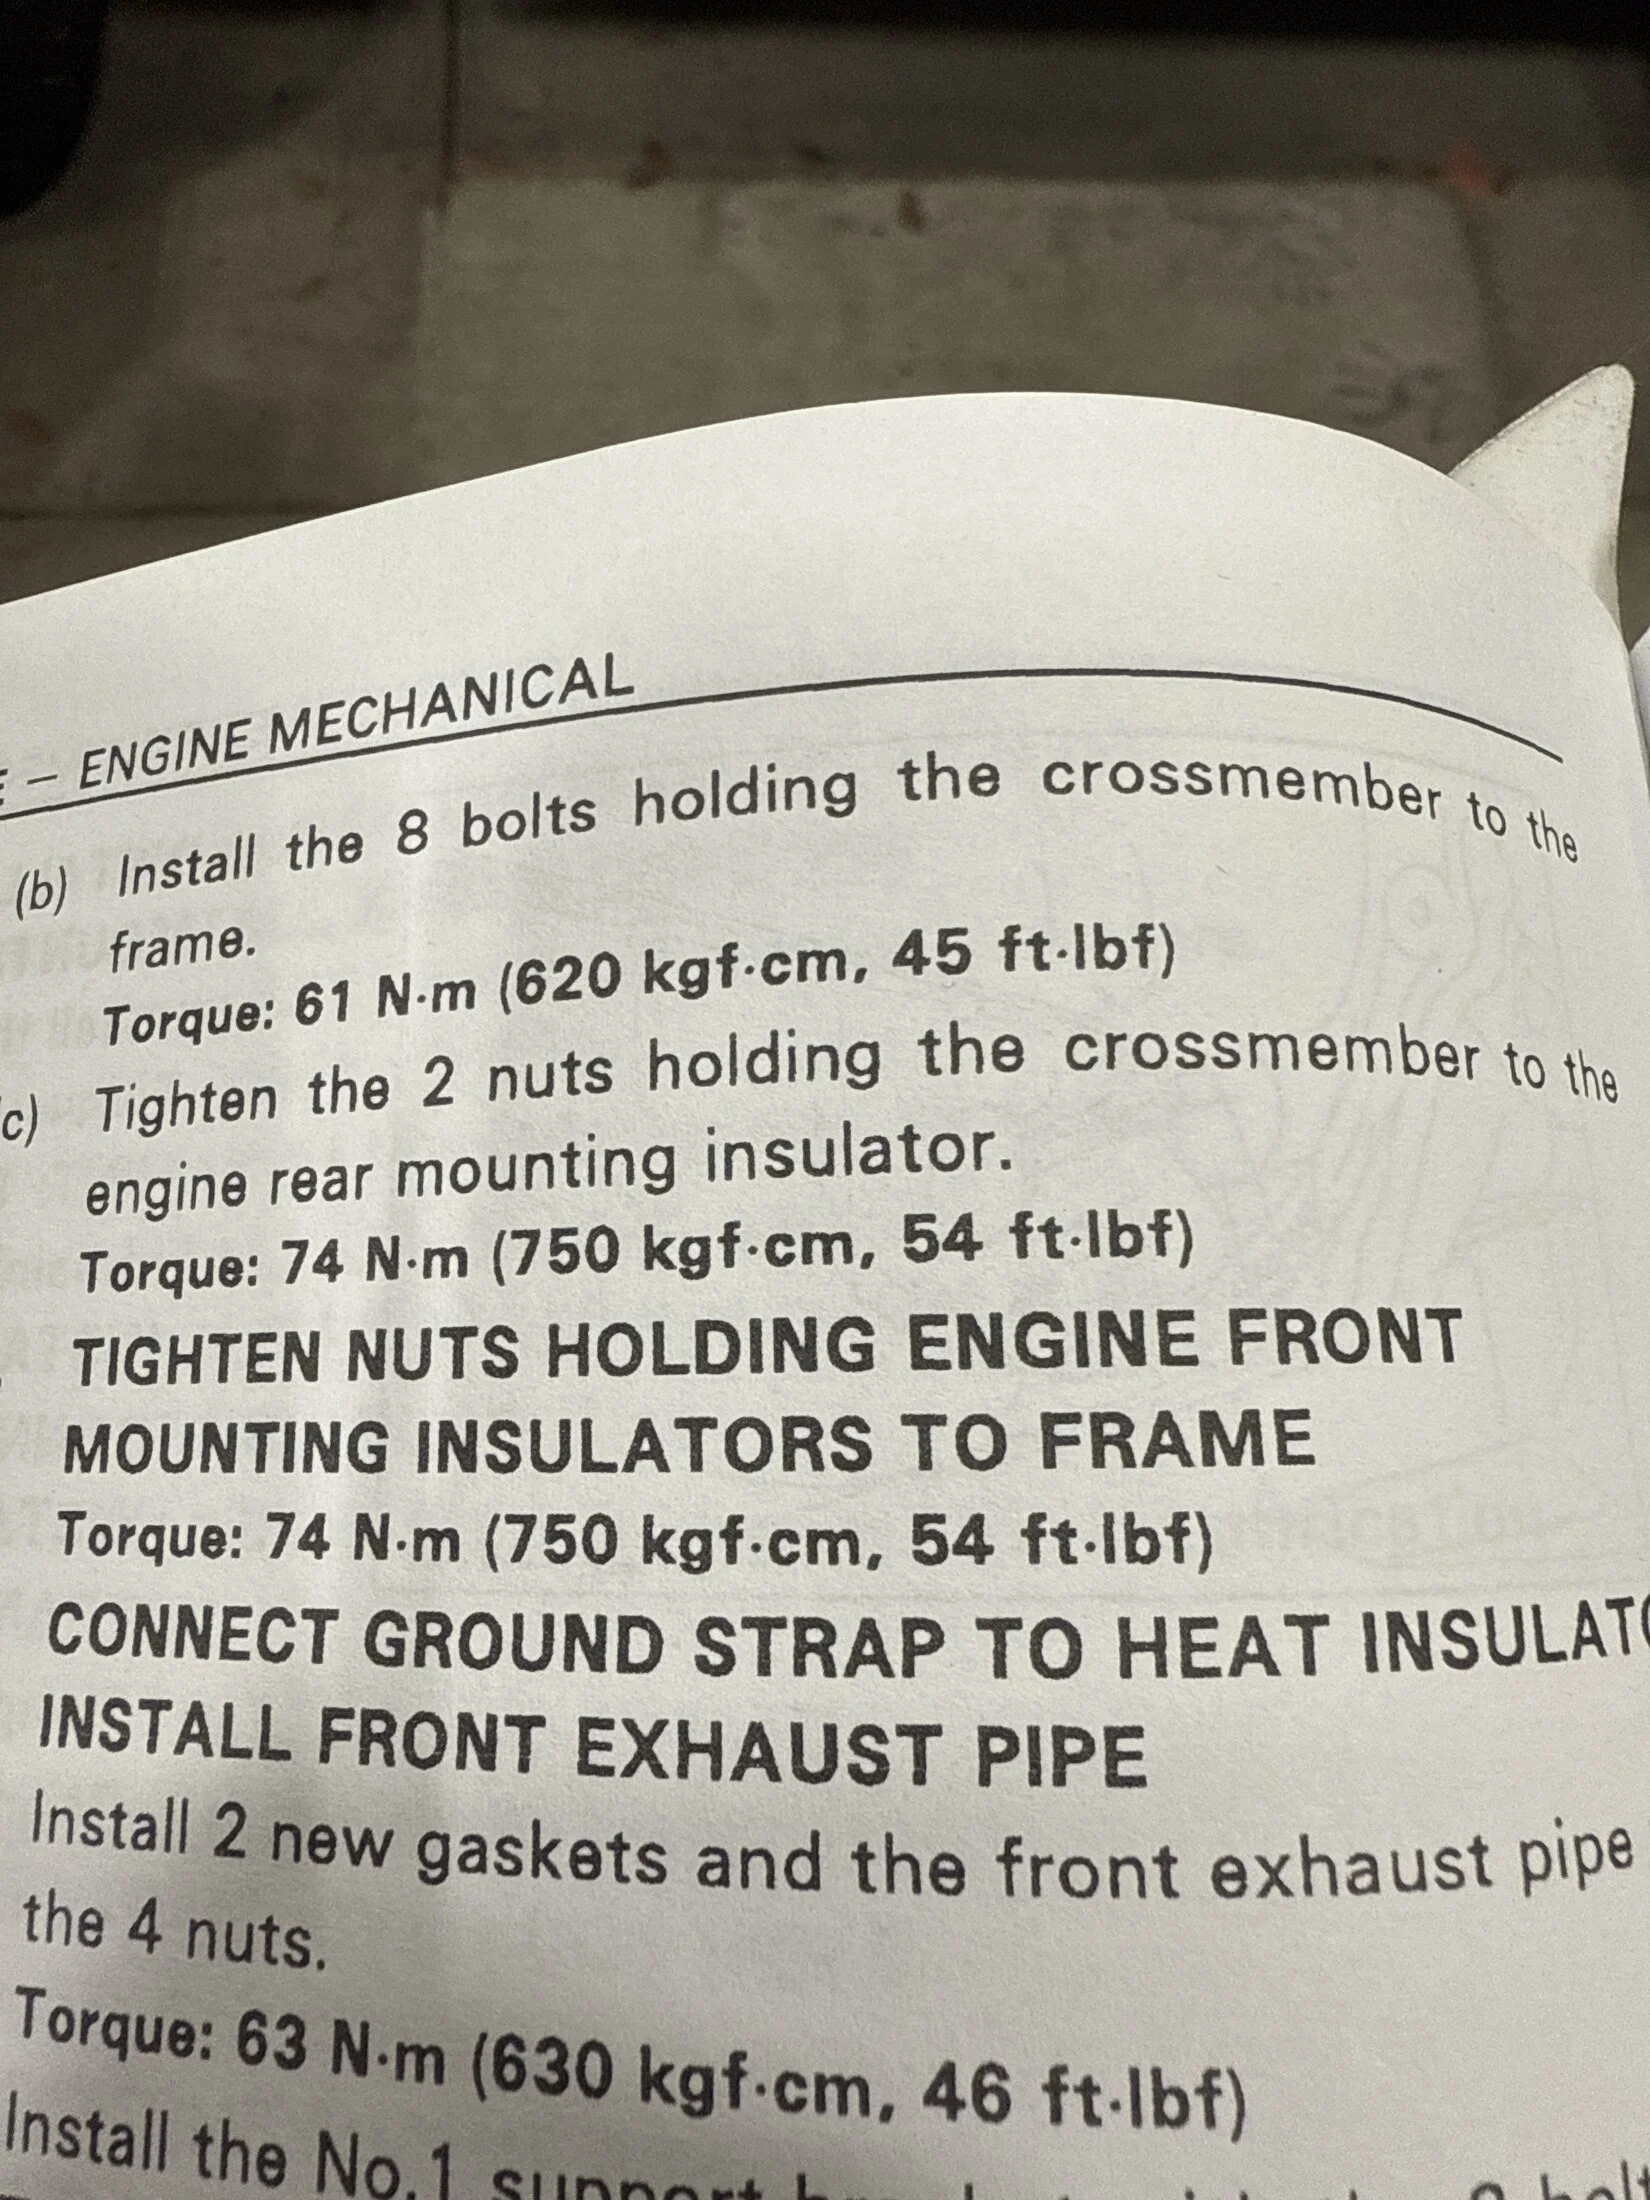 – ENGINE MECHANICAL
(b) Install the 8 bolts holding the crossmember to the
frame.
Torque: 61 N·m (620 kgf·cm, 45 ft·lbf)
c) Tighten the 2 nuts holding the crossmember to the
engine rear mounting insulator.
Torque: 74 N·m (750 kgf·cm, 54 ft·lbf)
TIGHTEN NUTS HOLDING ENGINE FRONT
MOUNTING INSULATORS TO FRAME
Torque: 74 N·m (750 kgf·cm, 54 ft·lbf)
CONNECT GROUND STRAP TO HEAT INSULATO
INSTALL FRONT EXHAUST PIPE
Install 2 new gaskets and the front exhaust pipe
the 4 nuts.
Torque: 63 N·m (630 kgf·cm, 46 ft·lbf)
Install the No.1 support